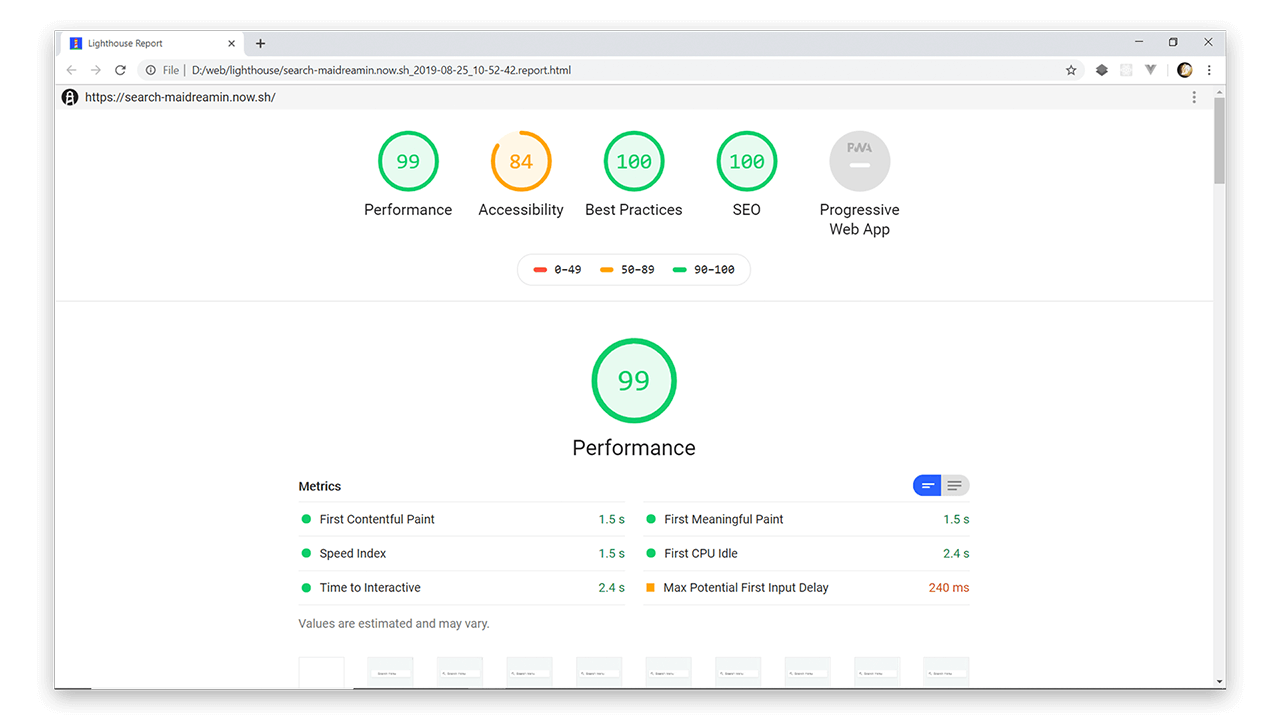 Lighthouse Report
File | D:/web/lighthouse/search-maidreamin.now.sh_2019-08-25_10-52-42.report.html
https://search-maidreamin.now.sh/
99 84 100 100 PWA
Performance Accessibility Best Practices SEO Progressive
Web App
0–49 50–89 90–100
99
Performance
Metrics
First Contentful Paint 1.5 s First Meaningful Paint 1.5 s
Speed Index 1.5 s First CPU Idle 2.4 s
Time to Interactive 2.4 s Max Potential First Input Delay 240 ms
Values are estimated and may vary.